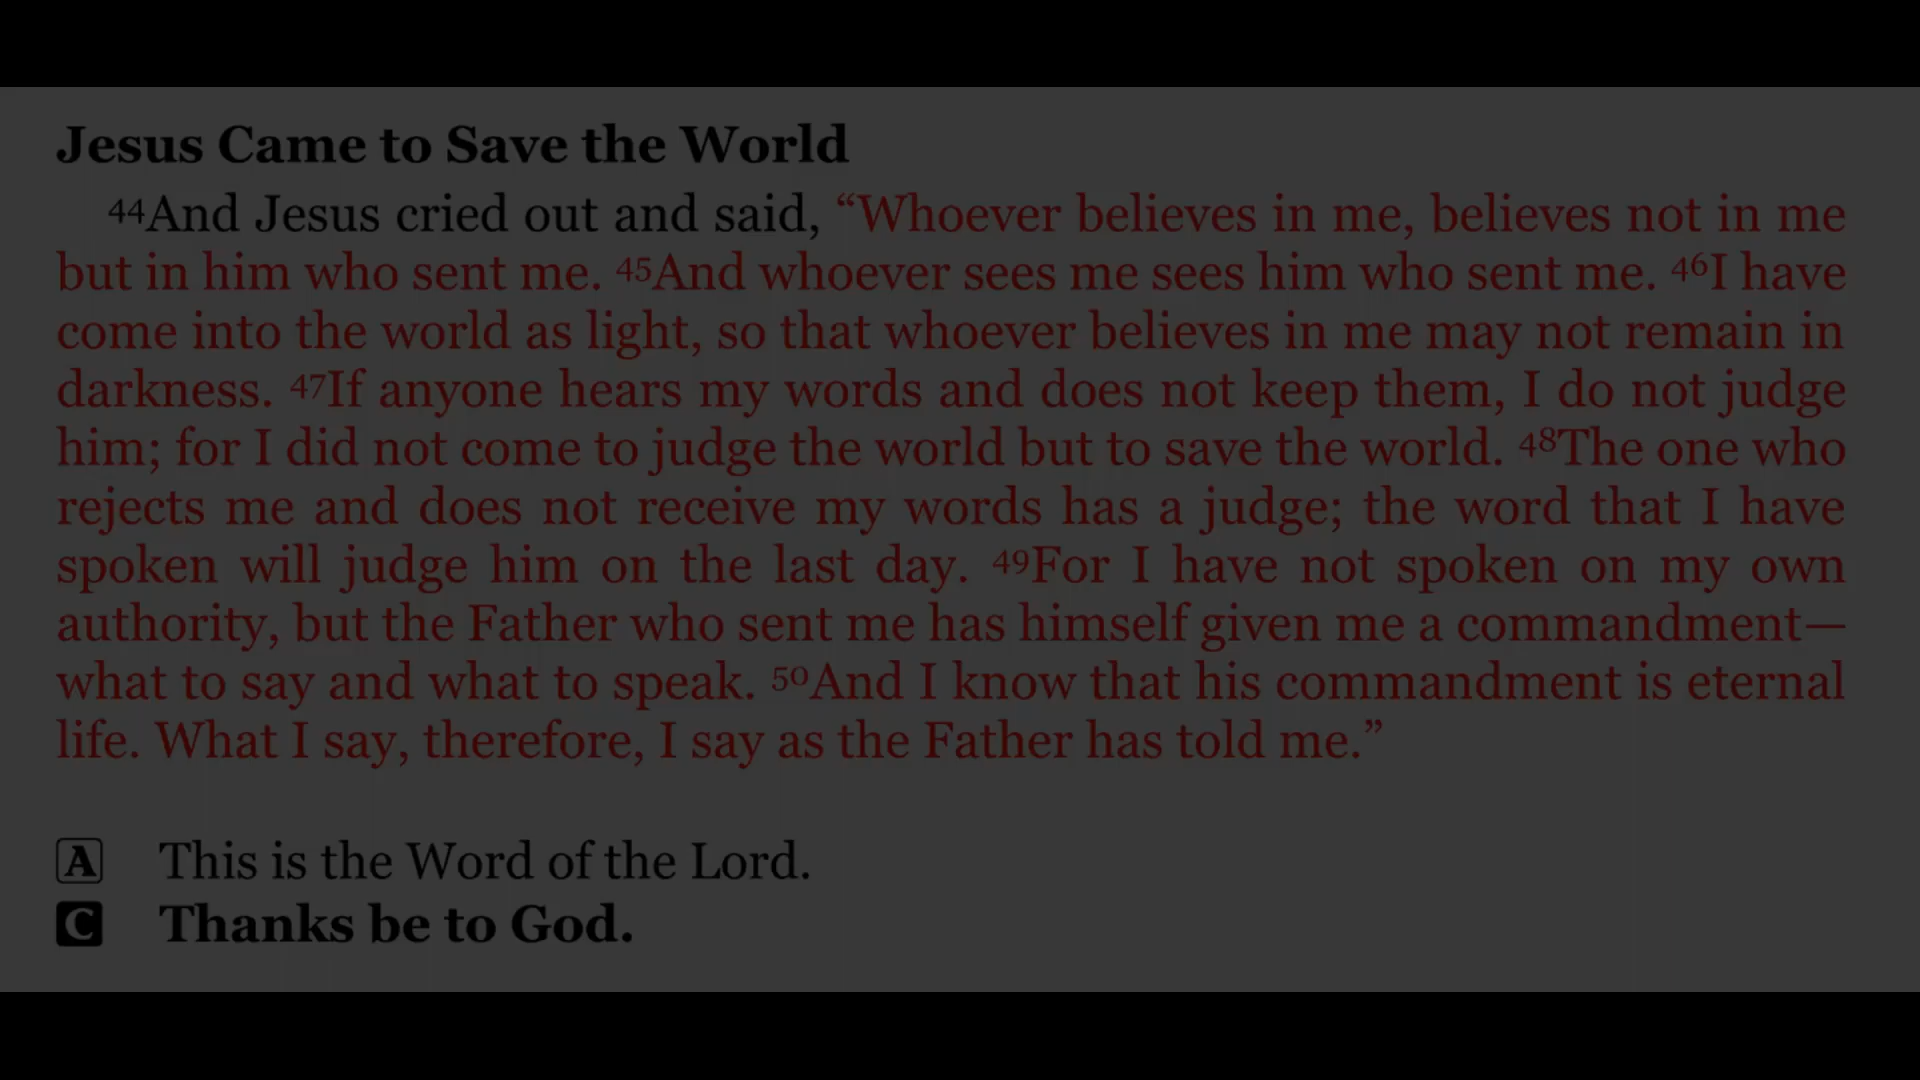 Jesus Came to Save the World
44And Jesus cried out and said, “Whoever believes in me, believes not in me
but in him who sent me. 45And whoever sees me sees him who sent me. 46I have
come into the world as light, so that whoever believes in me may not remain in
darkness. 47If anyone hears my words and does not keep them, I do not judge
him; for I did not come to judge the world but to save the world. 48The one who
rejects me and does not receive my words has a judge; the word that I have
spoken will judge him on the last day. 49For I have not spoken on my own
authority, but the Father who sent me has himself given me a commandment—
what to say and what to speak. 50And I know that his commandment is eternal
life. What I say, therefore, I say as the Father has told me.”
A This is the Word of the Lord.
C Thanks be to God.